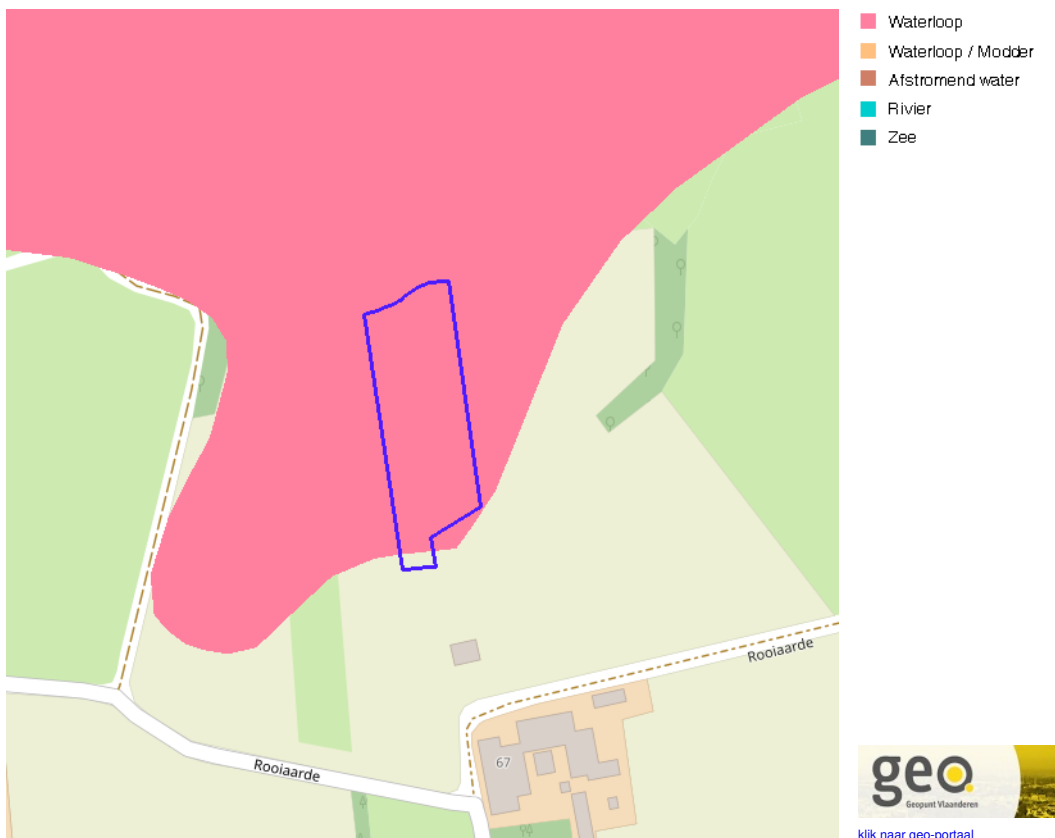 Waterloop
Waterloop / Modder
Afstromend water
Rivier
Zee
Rooiaarde
Rooiaarde
67
geo.
Geopunt Vlaanderen
klik naar geo-portaal